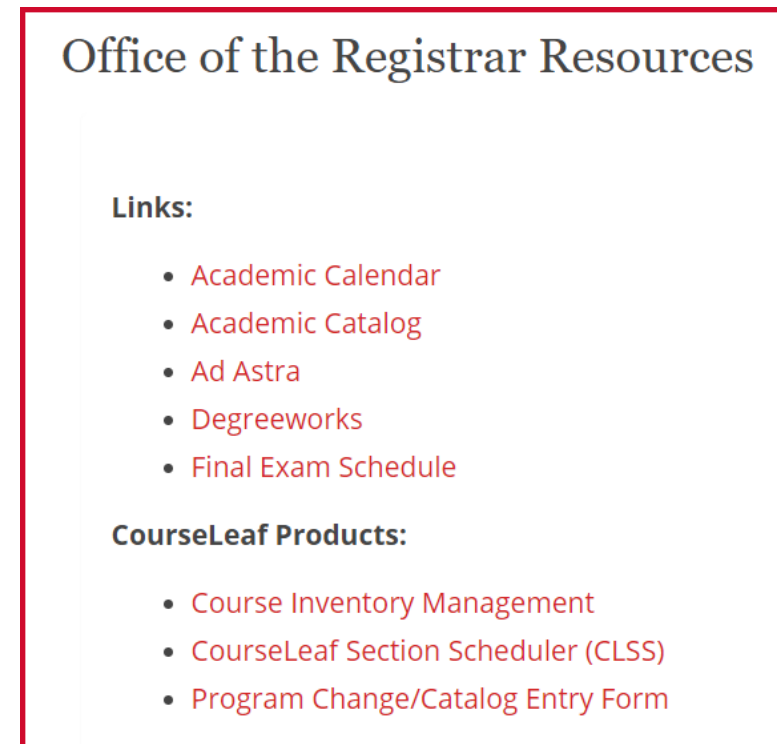 Office of the Registrar Resources
Links:
• Academic Calendar
• Academic Catalog
• Ad Astra
• Degreeworks
• Final Exam Schedule
CourseLeaf Products:
• Course Inventory Management
• CourseLeaf Section Scheduler (CLSS)
• Program Change/Catalog Entry Form